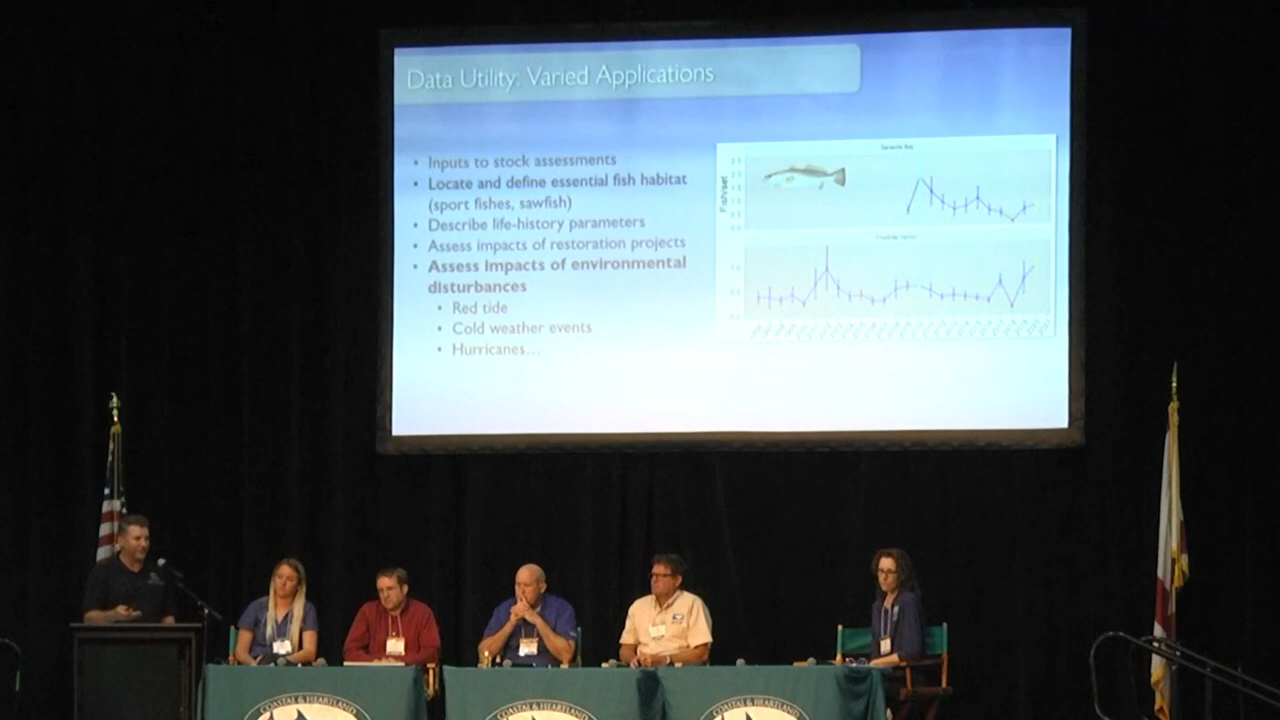 Data Utility: Varied Applications
• Inputs to stock assessments
• Locate and define essential fish habitat
(sport fishes, sawfish)
• Describe life-history parameters
• Assess impacts of restoration projects
• Assess impacts of environmental
disturbances
• Red tide
• Cold weather events
• Hurricanes...
Sarasota Bay
Fish/set
Charlotte Harbor
COASTAL & HEARTLAND
COASTAL & HEARTLAND
COASTAL & HEARTLAND